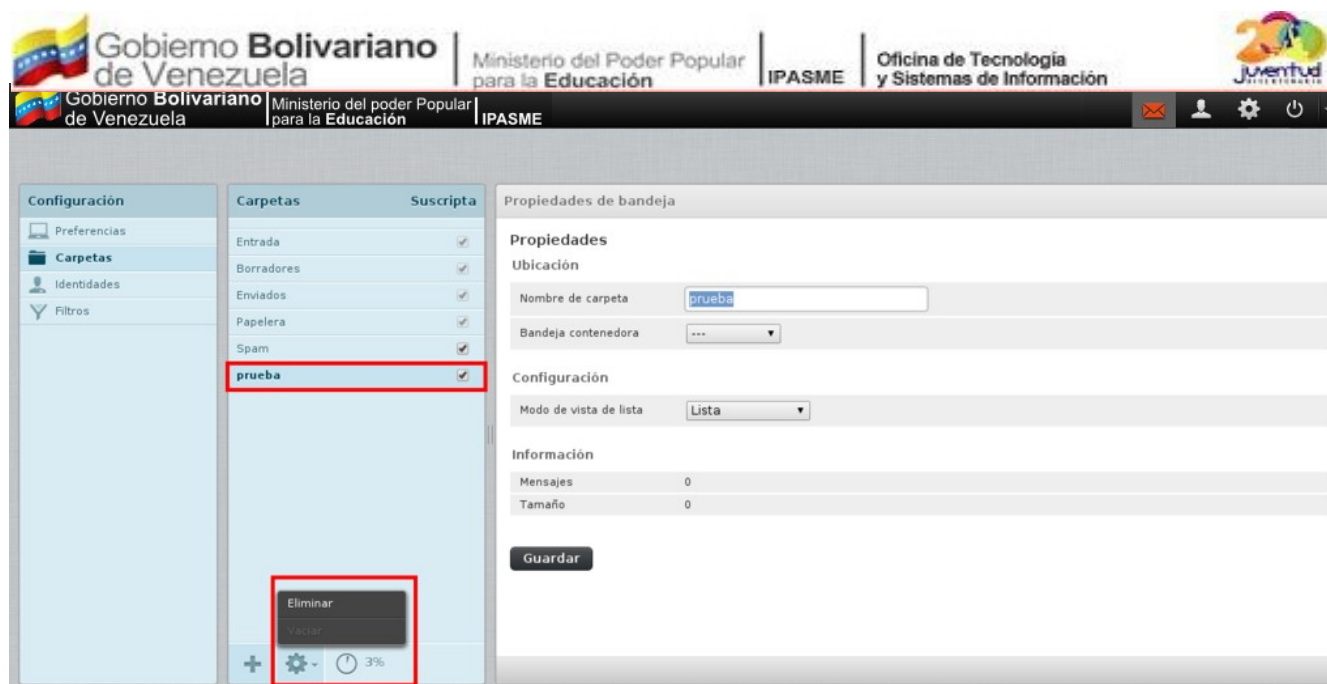 Gobierno Bolivariano
de Venezuela
Ministerio del Poder Popular
para la Educación
IPASME
Oficina de Tecnología
y Sistemas de Información
20
juventud
BICENTENARIA
Gobierno Bolivariano
de Venezuela
Ministerio del poder Popular
para la Educación
IPASME
Configuración
Preferencias
Carpetas
Identidades
Filtros
Carpetas Suscripta
Entrada
Borradores
Enviados
Papelera
Spam
prueba
Eliminar
Vaciar
3%
Propiedades de bandeja
Propiedades
Ubicación
Nombre de carpeta prueba
Bandeja contenedora ---
Configuración
Modo de vista de lista Lista
Información
Mensajes 0
Tamaño 0
Guardar